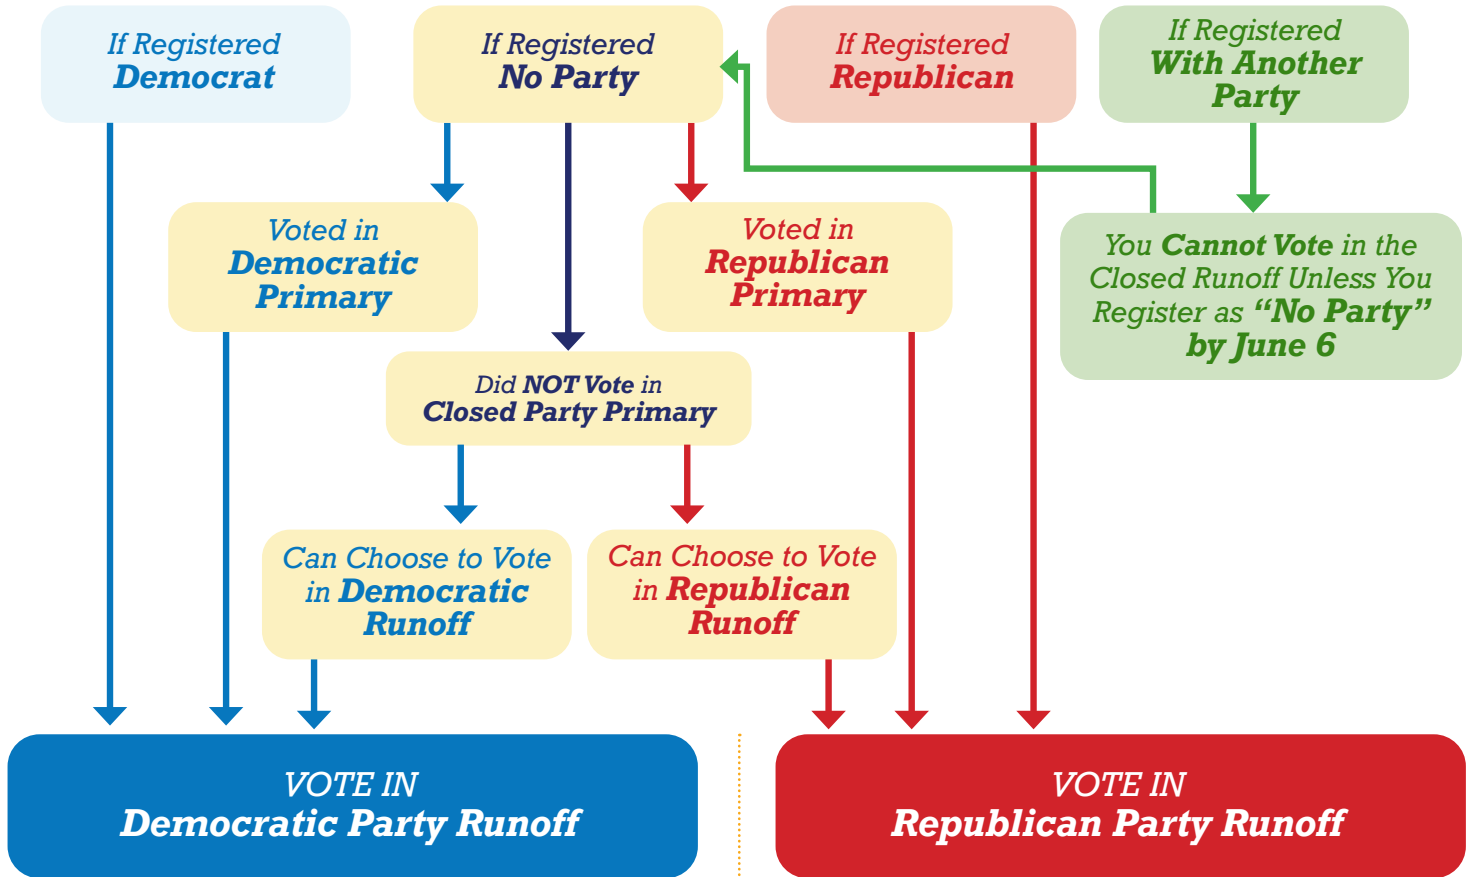 If Registered
Democrat
If Registered
No Party
If Registered
Republican
If Registered
With Another
Party
Voted in
Democratic
Primary
Voted in
Republican
Primary
You Cannot Vote in the
Closed Runoff Unless You
Register as “No Party”
by June 6
Did NOT Vote in
Closed Party Primary
Can Choose to Vote
in Democratic
Runoff
Can Choose to Vote
in Republican
Runoff
VOTE IN
Democratic Party Runoff
VOTE IN
Republican Party Runoff